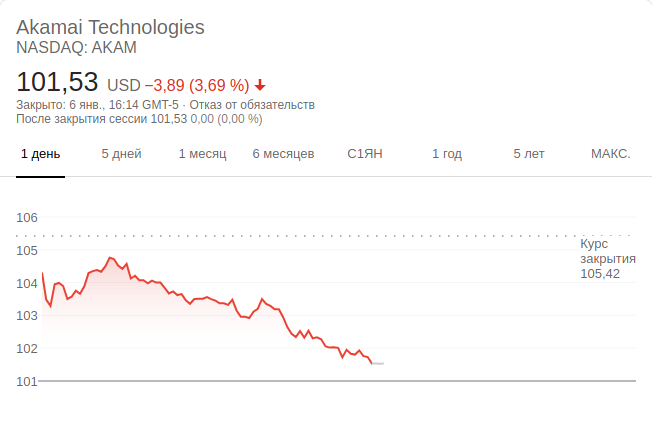 Akamai Technologies
NASDAQ: AKAM
101,53 USD −3,89 (3,69 %)
Закрыто: 6 янв., 16:14 GMT-5 · Отказ от обязательств
После закрытия сессии 101,53 0,00 (0,00 %)
1 день 5 дней 1 месяц 6 месяцев С1ЯН 1 год 5 лет МАКС.
106
105
104
103
102
101
Курс
закрытия
105,42